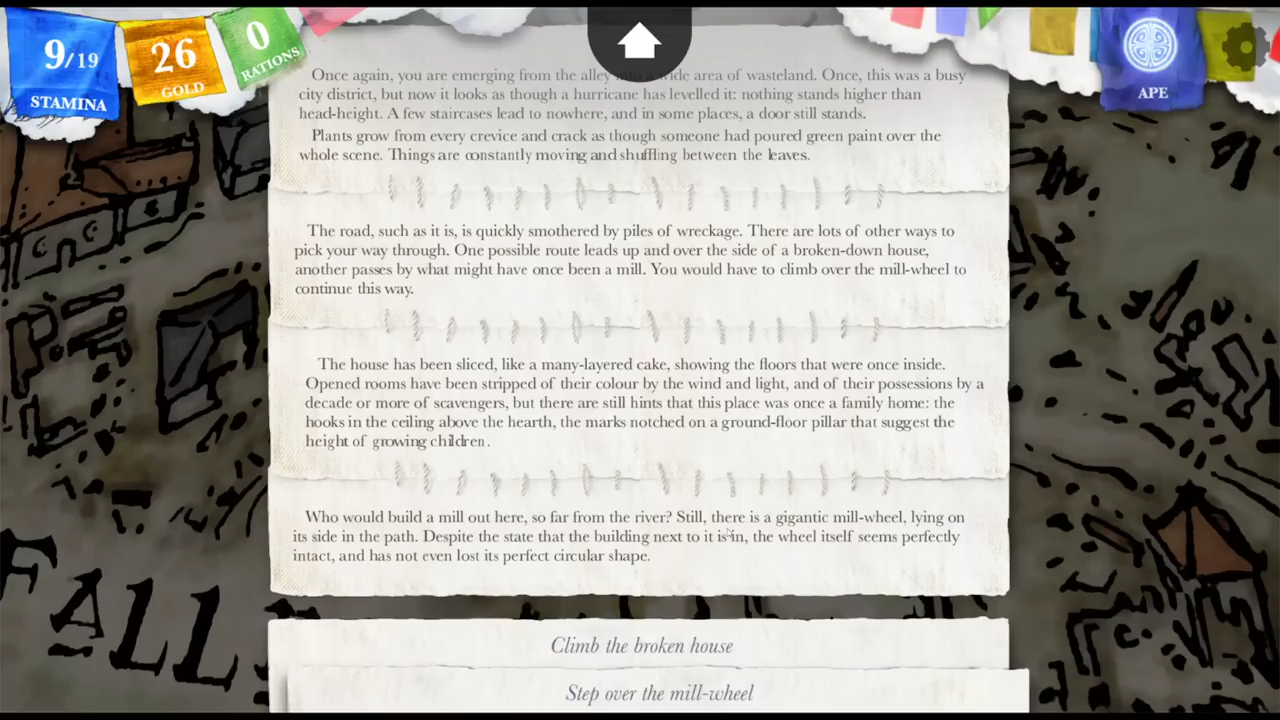 9/19
STAMINA
26
GOLD
0
RATIONS
APE
Once again, you are emerging from the alley into a wide area of wasteland. Once, this was a busy
city district, but now it looks as though a hurricane has levelled it: nothing stands higher than
head-height. A few staircases lead to nowhere, and in some places, a door still stands.
Plants grow from every crevice and crack as though someone had poured green paint over the
whole scene. Things are constantly moving and shuffling between the leaves.
The road, such as it is, is quickly smothered by piles of wreckage. There are lots of other ways to
pick your way through. One possible route leads up and over the side of a broken-down house,
another passes by what might have once been a mill. You would have to climb over the mill-wheel to
continue this way.
The house has been sliced, like a many-layered cake, showing the floors that were once inside.
Opened rooms have been stripped of their colour by the wind and light, and of their possessions by a
decade or more of scavengers, but there are still hints that this place was once a family home: the
hooks in the ceiling above the hearth, the marks notched on a ground-floor pillar that suggest the
height of growing children.
Who would build a mill out here, so far from the river? Still, there is a gigantic mill-wheel, lying on
its side in the path. Despite the state that the building next to it is in, the wheel itself seems perfectly
intact, and has not even lost its perfect circular shape.
FALL
Climb the broken house
Step over the mill-wheel